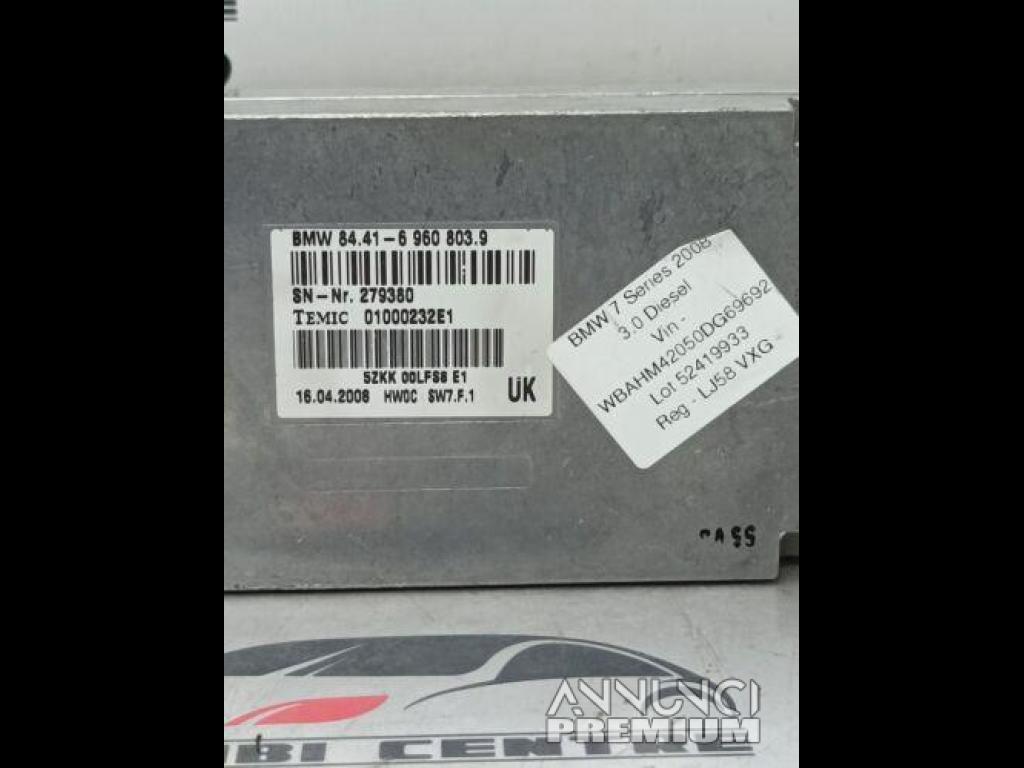 BMW 84.41-6 960 803.9
SN-Nr. 279380
TEMIC 01000232E1
5ZKK 00LFS8 E1
16.04.2008 HW0C SW7.F.1 UK
BMW 7 Series 2008
3.0 Diesel
Vin -
WBAHM42050DG69692
Lot 52419933
Reg - LJ58 VXG
CENTRE
ANNUNCI
PREMIUM